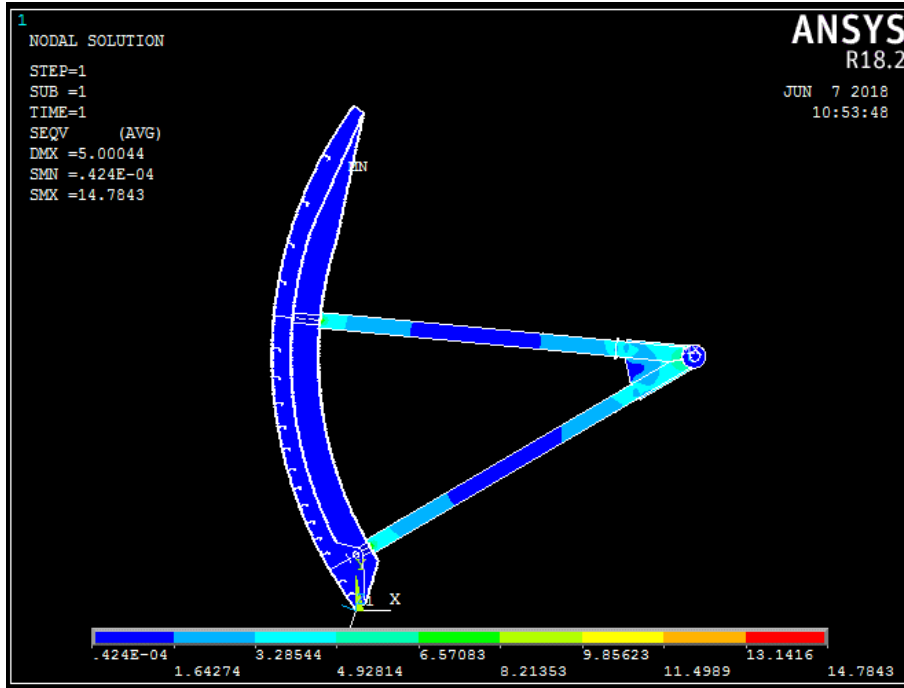 1
NODAL SOLUTION
STEP=1
SUB =1
TIME=1
SEQV (AVG)
DMX =5.00044
SMN =.424E-04
SMX =14.7843
ANSYS
R18.2
JUN 7 2018
10:53:48
MN
X
.424E-04 3.28544 6.57083 9.85623 13.1416
1.64274 4.92814 8.21353 11.4989 14.7843